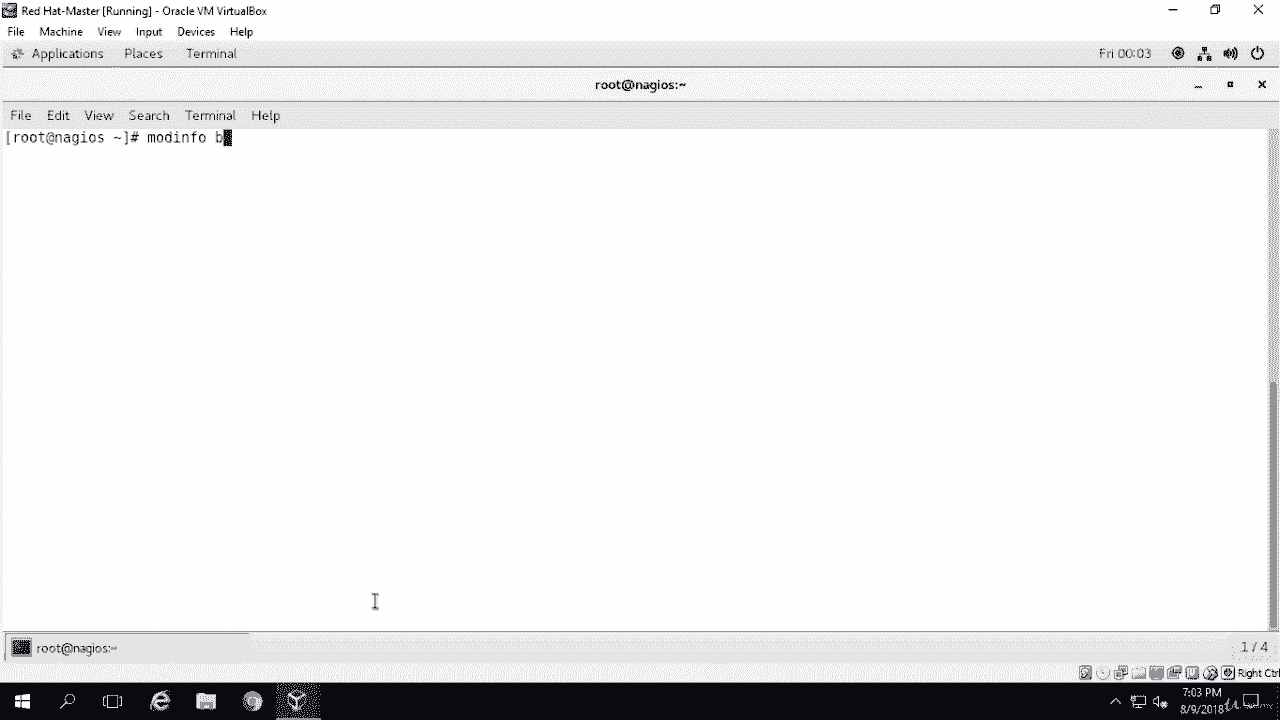 Red Hat-Master [Running] - Oracle VM VirtualBox
File Machine View Input Devices Help
Applications Places Terminal Fri 00:03
root@nagios:~
File Edit View Search Terminal Help
[root@nagios ~]# modinfo b
root@nagios:~ 1 / 4
Right Ctrl
7:03 PM
8/9/2018